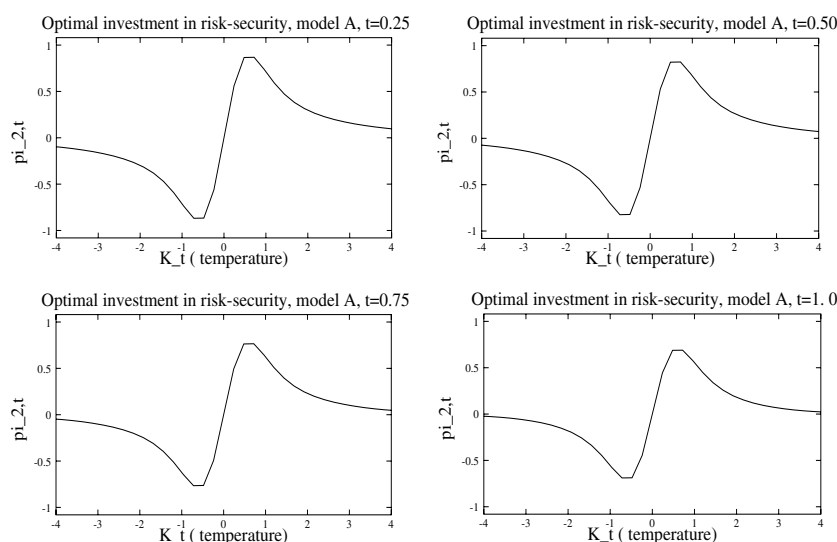 Optimal investment in risk-security, model A, t=0.25
1
0.5
0
-0.5
-1
pi_2,t
-4 -3 -2 -1 0 1 2 3 4
K_t ( temperature)
Optimal investment in risk-security, model A, t=0.50
1
0.5
0
-0.5
-1
pi_2,t
-4 -3 -2 -1 0 1 2 3 4
K_t ( temperature)
Optimal investment in risk-security, model A, t=0.75
1
0.5
0
-0.5
-1
pi_2,t
-4 -3 -2 -1 0 1 2 3 4
K_t ( temperature)
Optimal investment in risk-security, model A, t=1. 0
1
0.5
0
-0.5
-1
pi_2,t
-4 -3 -2 -1 0 1 2 3 4
K_t ( temperature)